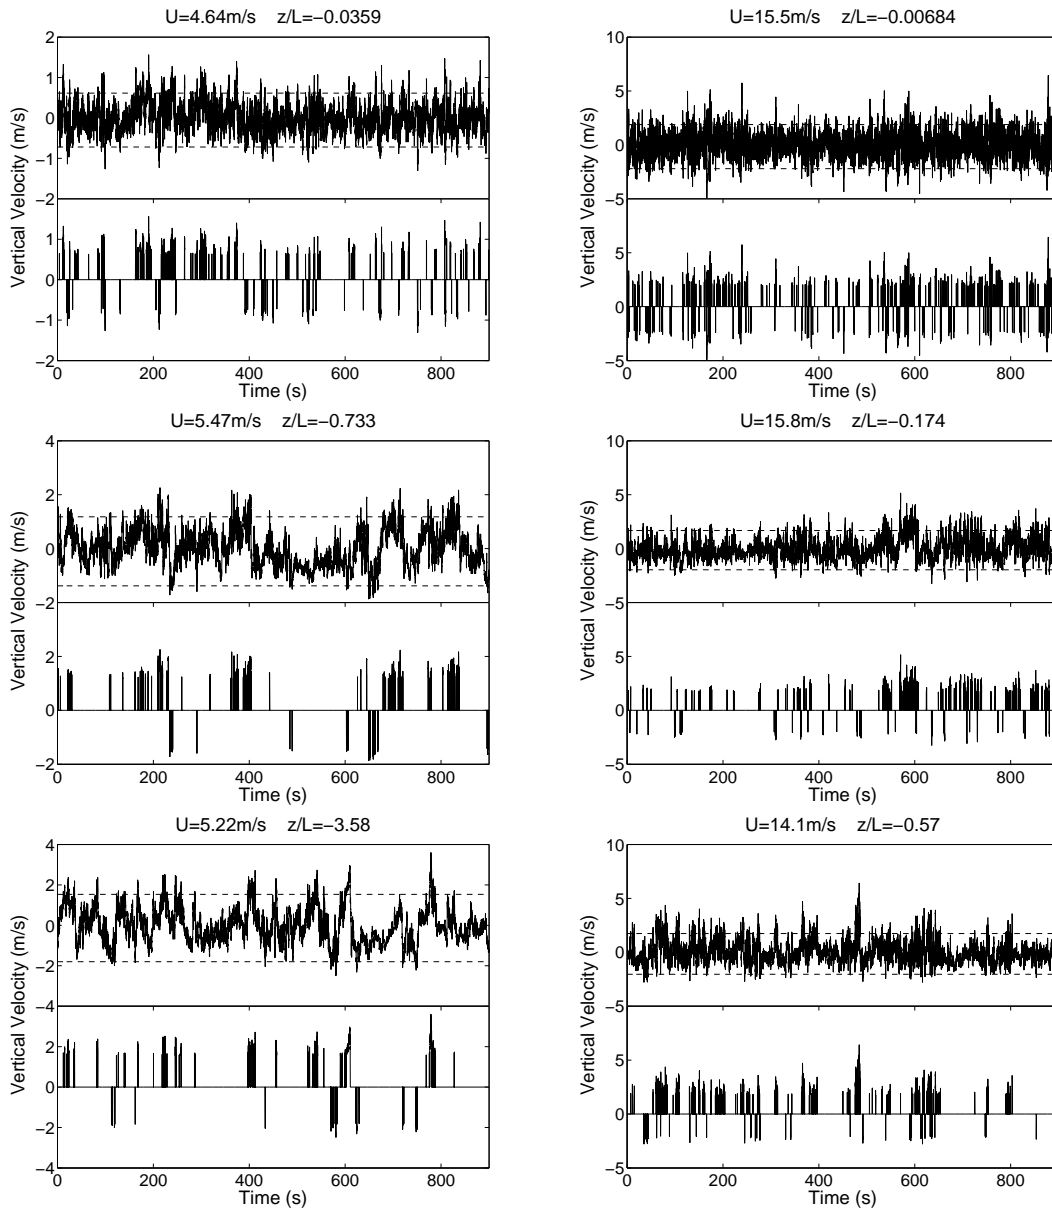 U=4.64m/s z/L=−0.0359
2
1
0
−1
−2
1
0
−1
−2
0 200 400 600 800
Time (s)
Vertical Velocity (m/s)
U=15.5m/s z/L=−0.00684
10
5
0
−5
5
0
−5
0 200 400 600 800
Time (s)
Vertical Velocity (m/s)
U=5.47m/s z/L=−0.733
4
2
0
−2
2
0
−2
0 200 400 600 800
Time (s)
Vertical Velocity (m/s)
U=15.8m/s z/L=−0.174
10
5
0
−5
5
0
−5
0 200 400 600 800
Time (s)
Vertical Velocity (m/s)
U=5.22m/s z/L=−3.58
4
2
0
−2
−4
2
0
−2
−4
0 200 400 600 800
Time (s)
Vertical Velocity (m/s)
U=14.1m/s z/L=−0.57
10
5
0
−5
5
0
−5
0 200 400 600 800
Time (s)
Vertical Velocity (m/s)